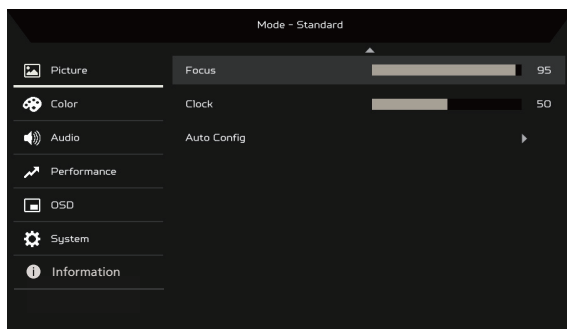 Mode - Standard
Picture
Focus 95
Color
Clock 50
Audio
Auto Config
Performance
OSD
System
Information